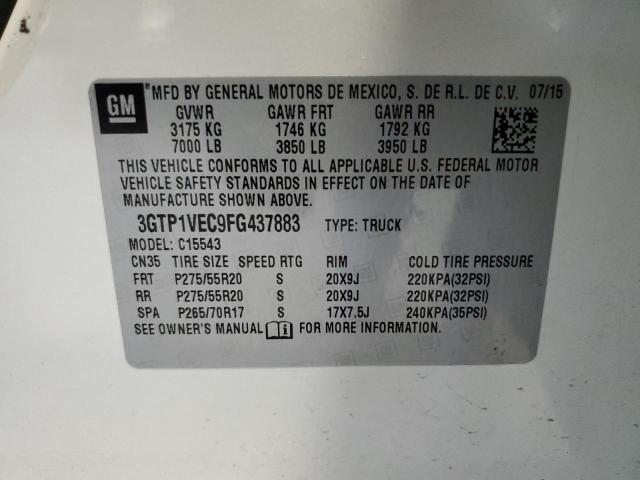 GM
® MFD BY GENERAL MOTORS DE MEXICO, S. DE R.L. DE C.V. 07/15
GVWR GAWR FRT GAWR RR
3175 KG 1746 KG 1792 KG
7000 LB 3850 LB 3950 LB
THIS VEHICLE CONFORMS TO ALL APPLICABLE U.S. FEDERAL MOTOR
VEHICLE SAFETY STANDARDS IN EFFECT ON THE DATE OF
MANUFACTURE SHOWN ABOVE.
3GTP1VEC9FG437883 TYPE: TRUCK
MODEL: C15543
CN35 TIRE SIZE SPEED RTG RIM COLD TIRE PRESSURE
FRT P275/55R20 S 20X9J 220KPA(32PSI)
RR P275/55R20 S 20X9J 220KPA(32PSI)
SPA P265/70R17 S 17X7.5J 240KPA(35PSI)
SEE OWNER'S MANUAL FOR MORE INFORMATION.